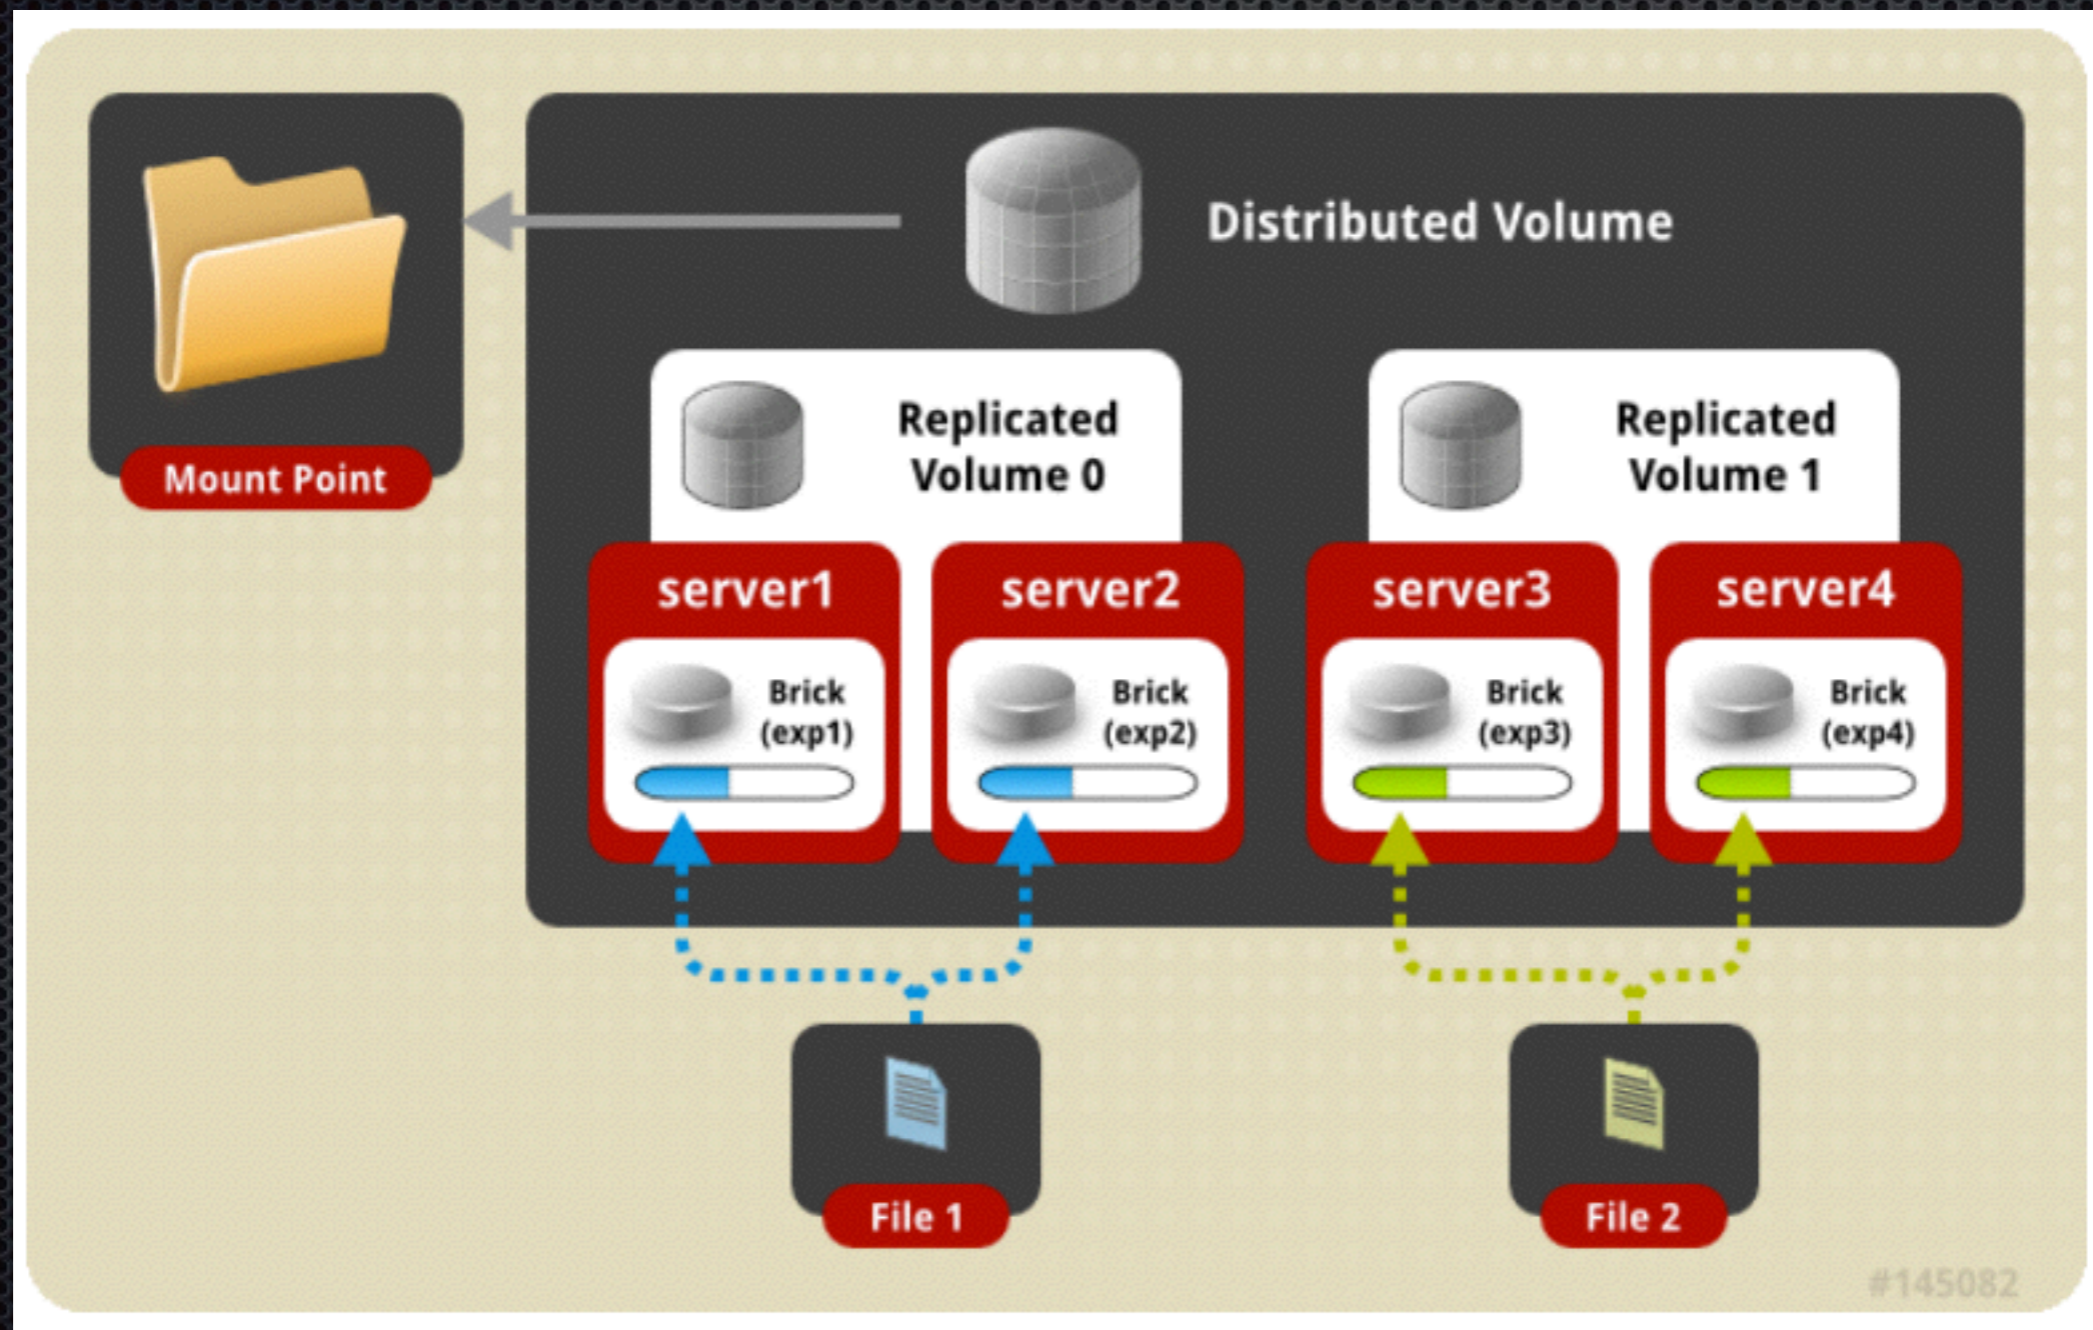 Distributed Volume
Mount Point
Replicated
Volume 0
Replicated
Volume 1
server1
server2
server3
server4
Brick
(exp1)
Brick
(exp2)
Brick
(exp3)
Brick
(exp4)
File 1
File 2
#145082